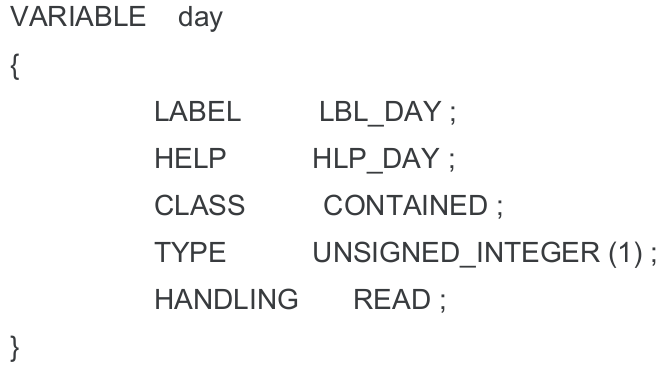 VARIABLE day
{
LABEL LBL_DAY ;
HELP HLP_DAY ;
CLASS CONTAINED ;
TYPE UNSIGNED_INTEGER (1) ;
HANDLING READ ;
}